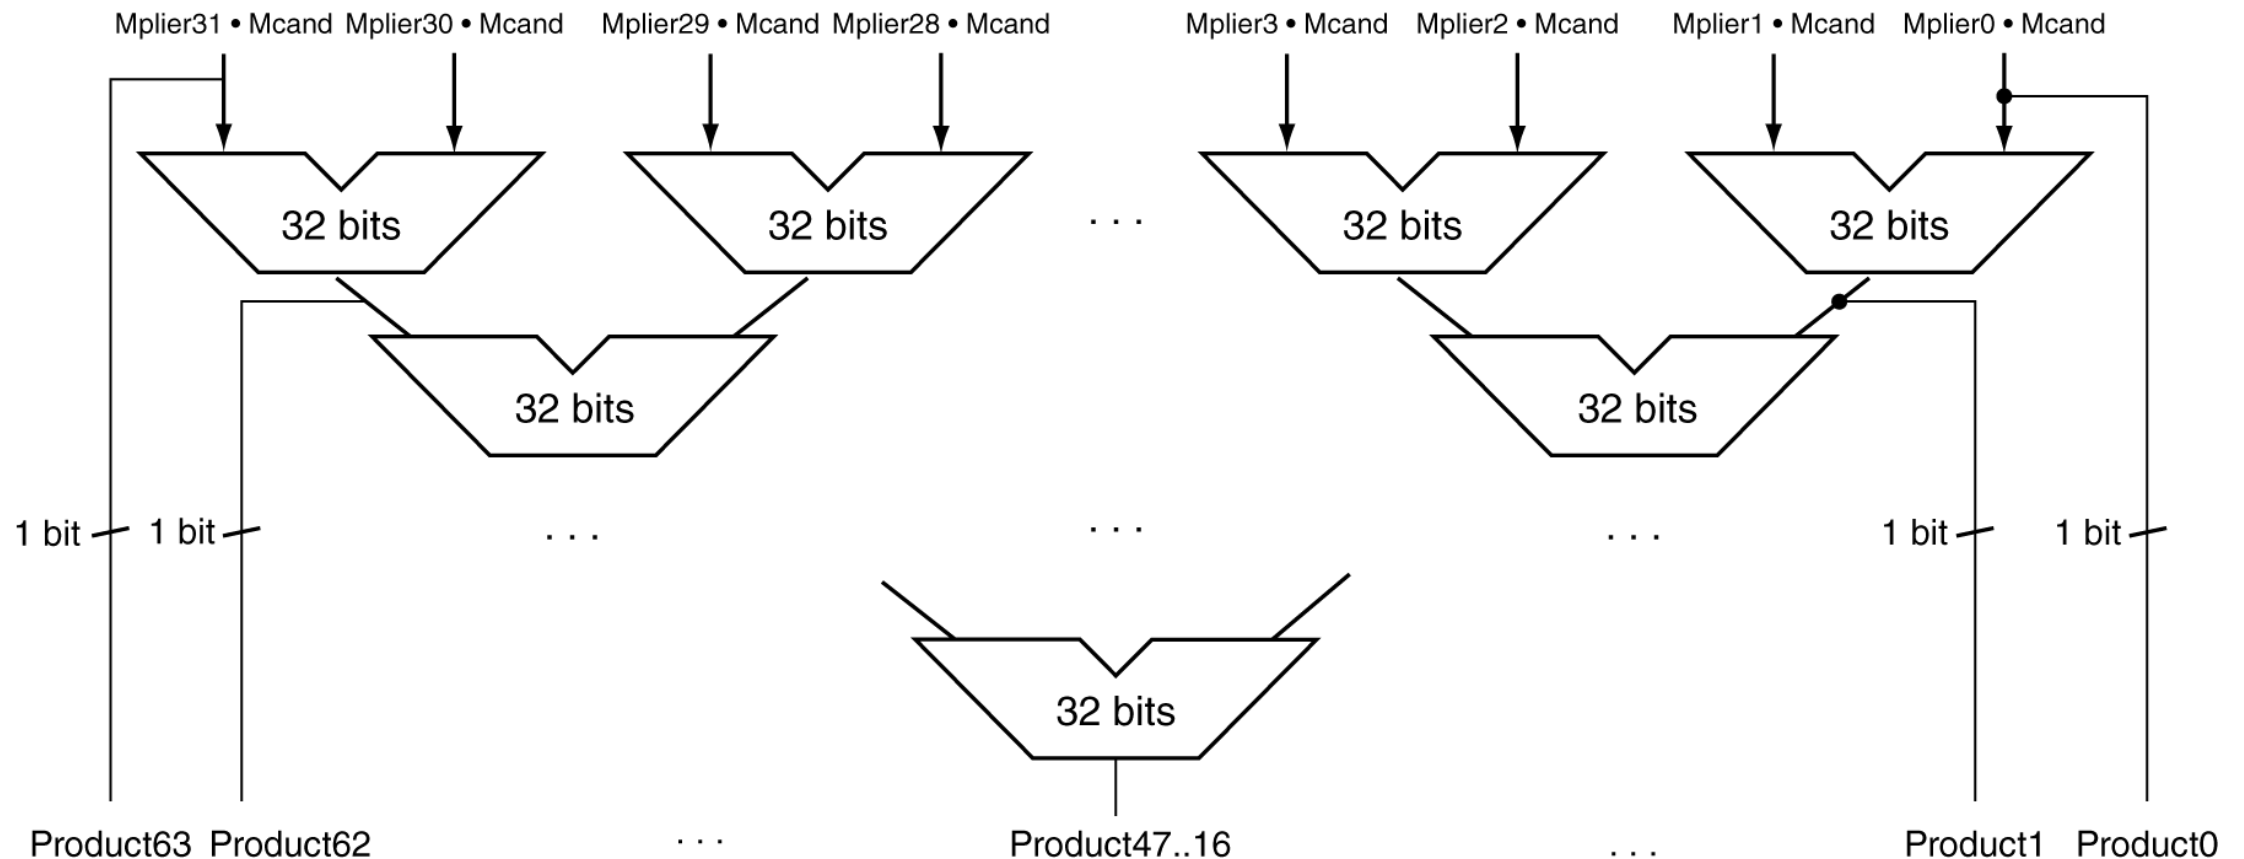 Mplier31 • Mcand Mplier30 • Mcand Mplier29 • Mcand Mplier28 • Mcand Mplier3 • Mcand Mplier2 • Mcand Mplier1 • Mcand Mplier0 • Mcand
32 bits 32 bits . . . 32 bits 32 bits
32 bits 32 bits
1 bit 1 bit . . . . . . . . . 1 bit 1 bit
32 bits
Product63 Product62 . . . Product47..16 . . . Product1 Product0